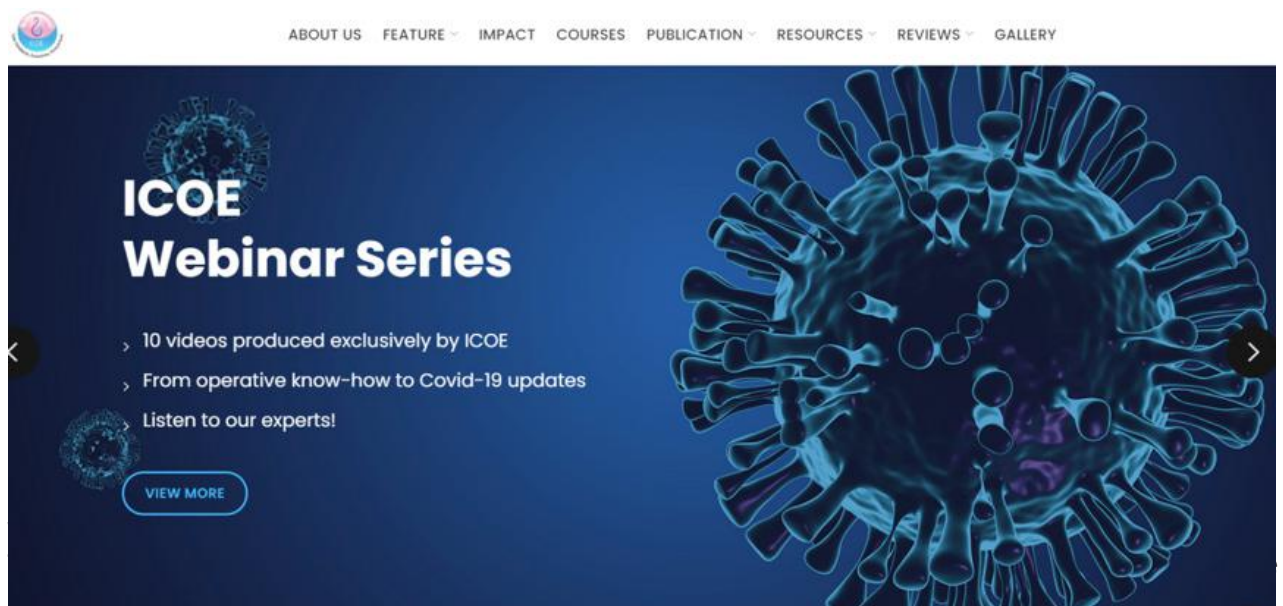 ABOUT US FEATURE IMPACT COURSES PUBLICATION RESOURCES REVIEWS GALLERY
ICOE
Webinar Series
10 videos produced exclusively by ICOE
From operative know-how to Covid-19 updates
Listen to our experts!
VIEW MORE